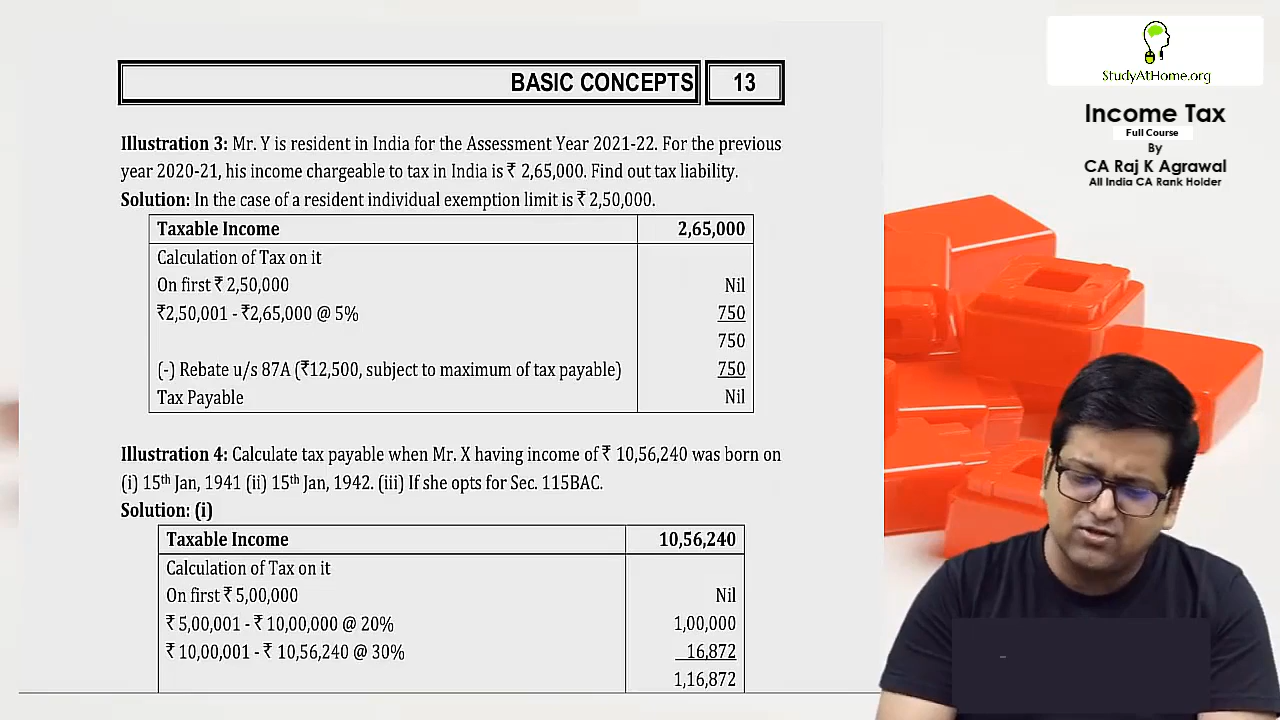 BASIC CONCEPTS 13
Illustration 3: Mr. Y is resident in India for the Assessment Year 2021-22. For the previous
year 2020-21, his income chargeable to tax in India is ₹ 2,65,000. Find out tax liability.
Solution: In the case of a resident individual exemption limit is ₹ 2,50,000.
Taxable Income 2,65,000
Calculation of Tax on it
On first ₹ 2,50,000 Nil
₹2,50,001 - ₹2,65,000 @ 5% 750
750
(-) Rebate u/s 87A (₹12,500, subject to maximum of tax payable) 750
Tax Payable Nil
Illustration 4: Calculate tax payable when Mr. X having income of ₹ 10,56,240 was born on
(i) 15th Jan, 1941 (ii) 15th Jan, 1942. (iii) If she opts for Sec. 115BAC.
Solution: (i)
Taxable Income 10,56,240
Calculation of Tax on it
On first ₹ 5,00,000 Nil
₹ 5,00,001 - ₹ 10,00,000 @ 20% 1,00,000
₹ 10,00,001 - ₹ 10,56,240 @ 30% 16,872
1,16,872
StudyAtHome.org
Income Tax
Full Course
By
CA Raj K Agrawal
All India CA Rank Holder